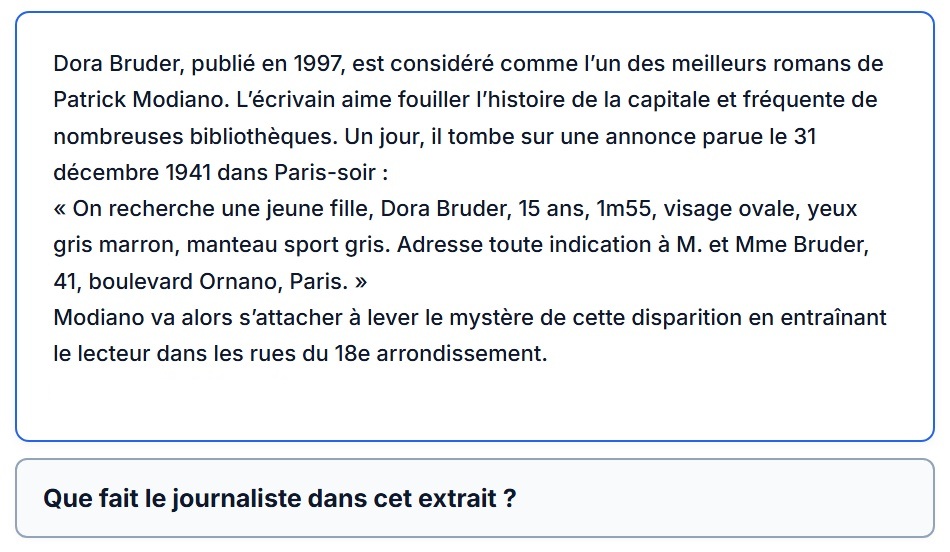 Dora Bruder, publié en 1997, est considéré comme l’un des meilleurs romans de
Patrick Modiano. L’écrivain aime fouiller l’histoire de la capitale et fréquente de
nombreuses bibliothèques. Un jour, il tombe sur une annonce parue le 31
décembre 1941 dans Paris-soir :
« On recherche une jeune fille, Dora Bruder, 15 ans, 1m55, visage ovale, yeux
gris marron, manteau sport gris. Adresse toute indication à M. et Mme Bruder,
41, boulevard Ornano, Paris. »
Modiano va alors s’attacher à lever le mystère de cette disparition en entraînant
le lecteur dans les rues du 18e arrondissement.
Que fait le journaliste dans cet extrait ?